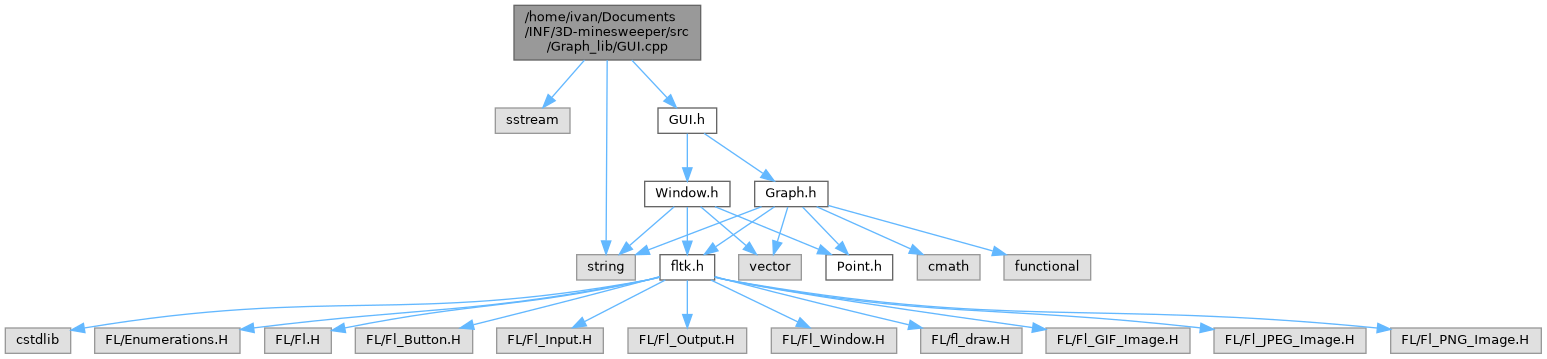 /home/ivan/Documents
/INF/3D-minesweeper/src
/Graph_lib/GUI.cpp
sstream
GUI.h
Window.h
Graph.h
string
fltk.h
vector
Point.h
cmath
functional
cstdlib
FL/Enumerations.H
FL/Fl.H
FL/Fl_Button.H
FL/Fl_Input.H
FL/Fl_Output.H
FL/Fl_Window.H
FL/fl_draw.H
FL/Fl_GIF_Image.H
FL/Fl_JPEG_Image.H
FL/Fl_PNG_Image.H